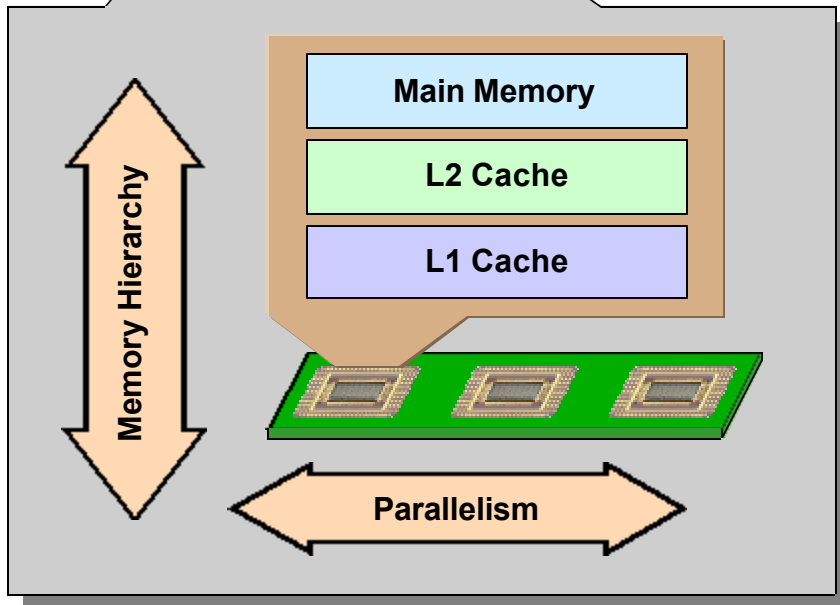 Main Memory
L2 Cache
L1 Cache
Memory Hierarchy
Parallelism